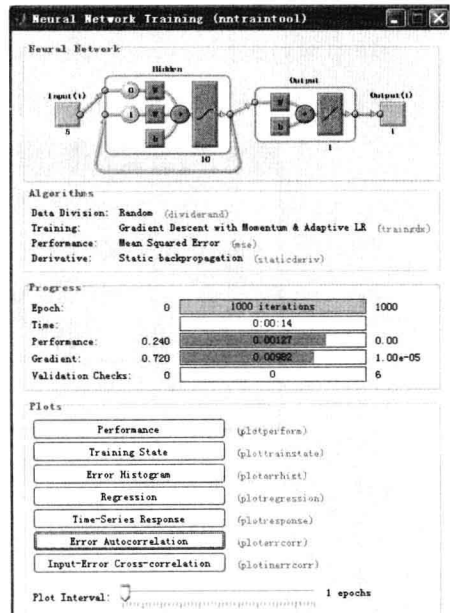 Neural Network Training (nntraintool)
Neural Network
Hidden
Output
Input(t)
Output(t)
0
W
1
W
b
W
b
5
10
1
1
Algorithms
Data Division: Random (dividerand)
Training: Gradient Descent with Momentum & Adaptive LR (traingdx)
Performance: Mean Squared Error (mse)
Derivative: Static backpropagation (staticderiv)
Progress
Epoch: 0 1000 iterations 1000
Time: 0:00:14
Performance: 0.240 0.00127 0.00
Gradient: 0.720 0.00982 1.00e-05
Validation Checks: 0 0 6
Plots
Performance (plotperform)
Training State (plottrainstate)
Error Histogram (ploterrhist)
Regression (plotregression)
Time-Series Response (plotresponse)
Error Autocorrelation (ploterrcorr)
Input-Error Cross-correlation (plotinerrcorr)
Plot Interval: 1 epochs